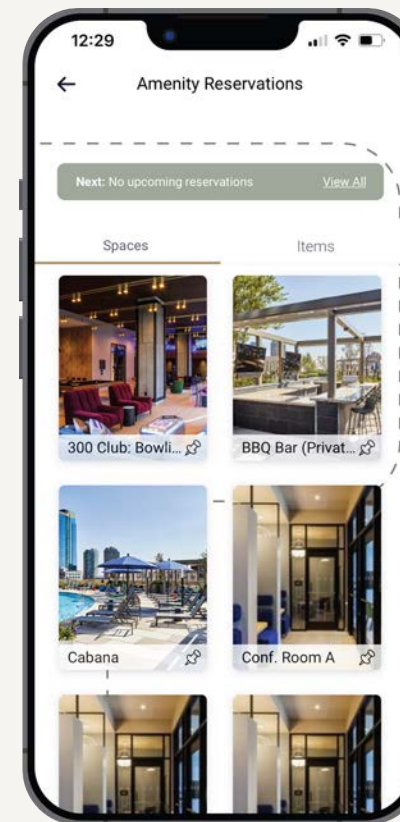 12:29
Amenity Reservations
Next: No upcoming reservations View All
Spaces Items
300 Club: Bowli... BBQ Bar (Privat...
Cabana Conf. Room A